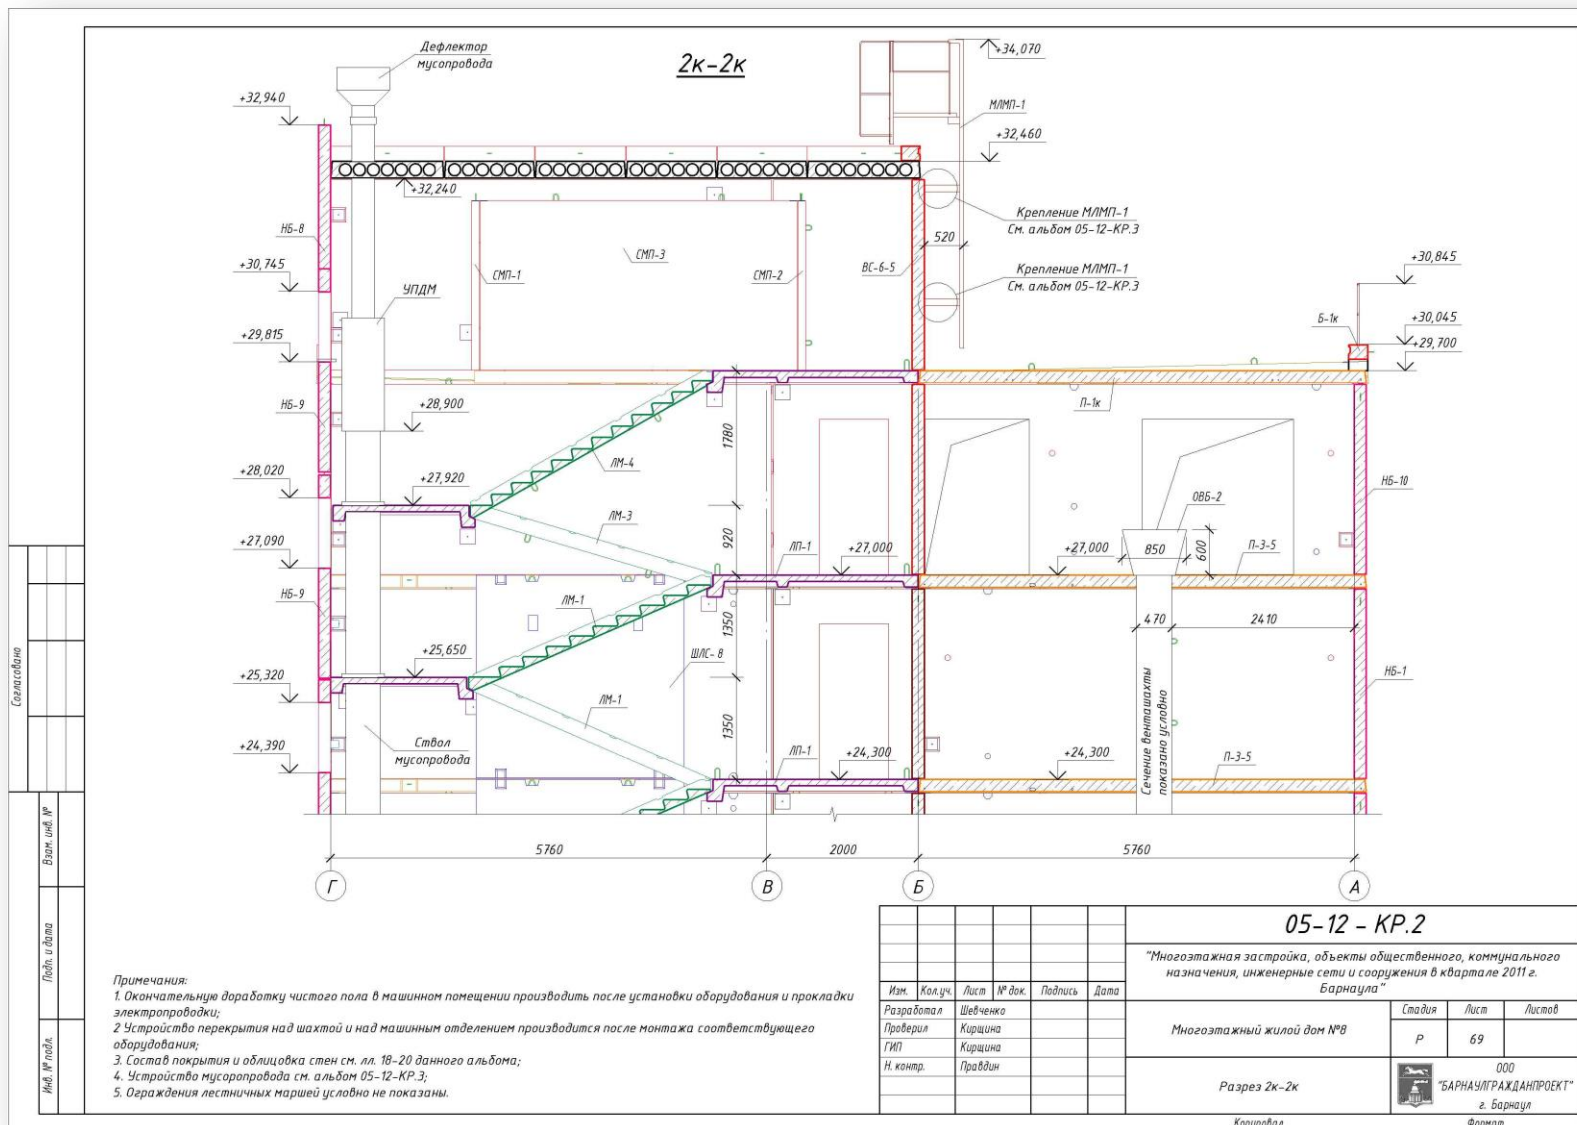 Дефлектор
мусопровода
2к-2к
+34,070
+32,940
МЛМП-1
+32,460
+32,240
Крепление МЛМП-1
См. альбом 05-12-КР.3
НБ-8
520
СМП-3
+30,745
СМП-1
СМП-2
ВС-6-5
Крепление МЛМП-1
См. альбом 05-12-КР.3
+30,845
УПДМ
+29,815
Б-1к
+30,045
+29,700
НБ-9
+28,900
П-1к
1780
+28,020
+27,920
ЛМ-4
НБ-10
ОВБ-2
ЛМ-3
+27,090
920
ЛП-1
+27,000
+27,000
850
600
П-3-5
НБ-9
ЛМ-1
1350
470
2410
+25,650
ШЛС-8
+25,320
НБ-1
ЛМ-1
1350
Сечение вентшахты
показано условно
Ствол
мусопровода
+24,390
ЛП-1
+24,300
+24,300
П-3-5
5760
2000
5760
Г
В
Б
А
Согласовано
Взам. инв. №
Подп. и дата
Инв. № подл.
Примечания:
1. Окончательную доработку чистого пола в машинном помещении производить после установки оборудования и прокладки
электропроводки;
2 Устройство перекрытия над шахтой и над машинным отделением производится после монтажа соответствующего
оборудования;
3. Состав покрытия и облицовка стен см. лл. 18-20 данного альбома;
4. Устройство мусоропровода см. альбом 05-12-КР.3;
5. Ограждения лестничных маршей условно не показаны.
05-12 - КР.2
"Многоэтажная застройка, объекты общественного, коммунального
назначения, инженерные сети и сооружения в квартале 2011 г.
Барнаула"
Изм. Кол.уч. Лист № док. Подпись Дата
Разработал Шевченко
Проверил Кирщина
ГИП Кирщина
Н. контр. Правдин
Многоэтажный жилой дом №8
Стадия Лист Листов
Р 69
Разрез 2к-2к
ООО
"БАРНАУЛГРАЖДАНПРОЕКТ"
г. Барнаул
Копировал
Формат